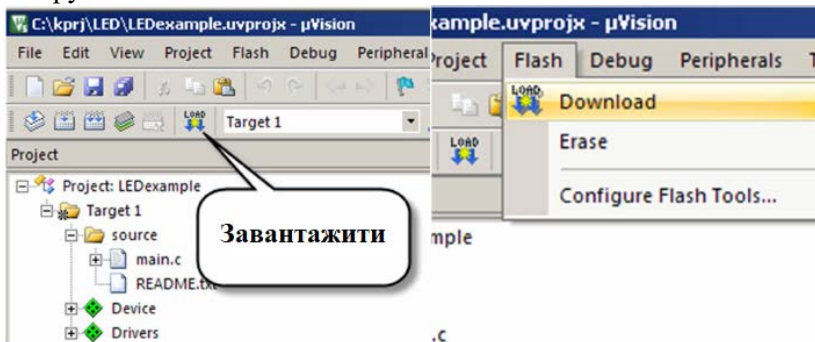 C:\kprj\LED\LEDexample.uvprojx - µVision
File Edit View Project Flash Debug Peripheral
LOAD Target 1
Project
Project: LEDexample
Target 1
source
main.c
README.txt
Device
Drivers
Завантажити
xample.uvprojx - µVision
Project Flash Debug Peripherals T
LOAD Download
LOAD Erase
Configure Flash Tools...
mple
.c